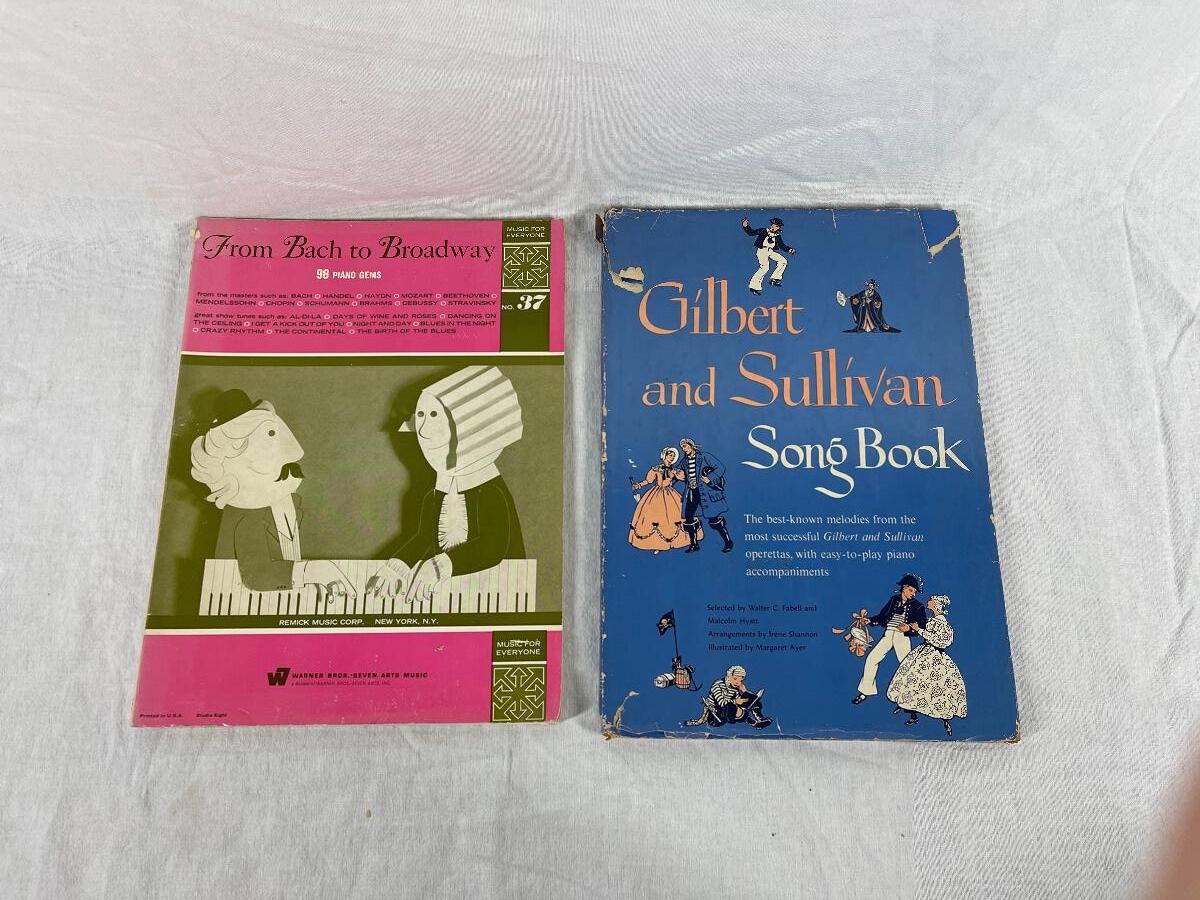 From Bach to Broadway
98 PIANO GEMS
from the masters such as: BACH HANDEL HAYDN MOZART BEETHOVEN
MENDELSSOHN CHOPIN SCHUMANN BRAHMS DEBUSSY STRAVINSKY
great show tunes such as: AL-DI-LA DAYS OF WINE AND ROSES DANCING ON
THE CEILING I GET A KICK OUT OF YOU NIGHT AND DAY BLUES IN THE NIGHT
CRAZY RHYTHM THE CONTINENTAL THE BIRTH OF THE BLUES
MUSIC FOR
EVERYONE
NO. 37
REMICK MUSIC CORP. NEW YORK, N.Y.
MUSIC FOR
EVERYONE
W7 WARNER BROS.-SEVEN ARTS MUSIC
Printed in U.S.A. Studio Eight
Gilbert
and Sullivan
Song Book
The best-known melodies from the
most successful Gilbert and Sullivan
operettas, with easy-to-play piano
accompaniments
Selected by Walter C. Fabell and
Malcolm Hyatt
Arrangements by Irene Shannon
Illustrated by Margaret Ayer